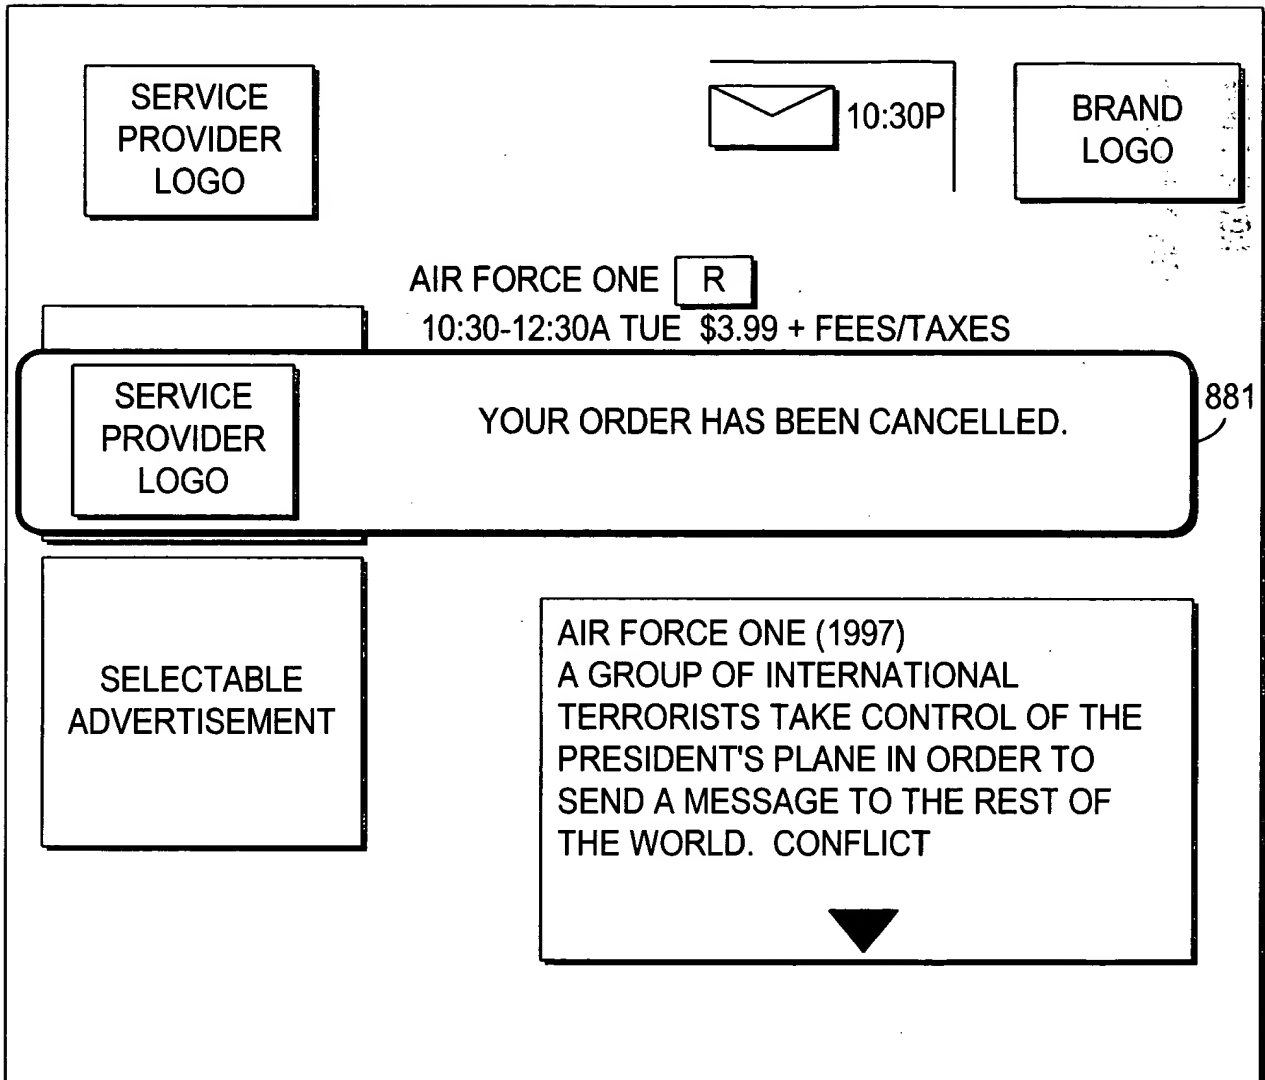 SERVICE
PROVIDER
LOGO
10:30P
BRAND
LOGO
AIR FORCE ONE R
10:30-12:30A TUE $3.99 + FEES/TAXES
SERVICE
PROVIDER
LOGO
YOUR ORDER HAS BEEN CANCELLED.
881
SELECTABLE
ADVERTISEMENT
AIR FORCE ONE (1997)
A GROUP OF INTERNATIONAL
TERRORISTS TAKE CONTROL OF THE
PRESIDENT'S PLANE IN ORDER TO
SEND A MESSAGE TO THE REST OF
THE WORLD. CONFLICT